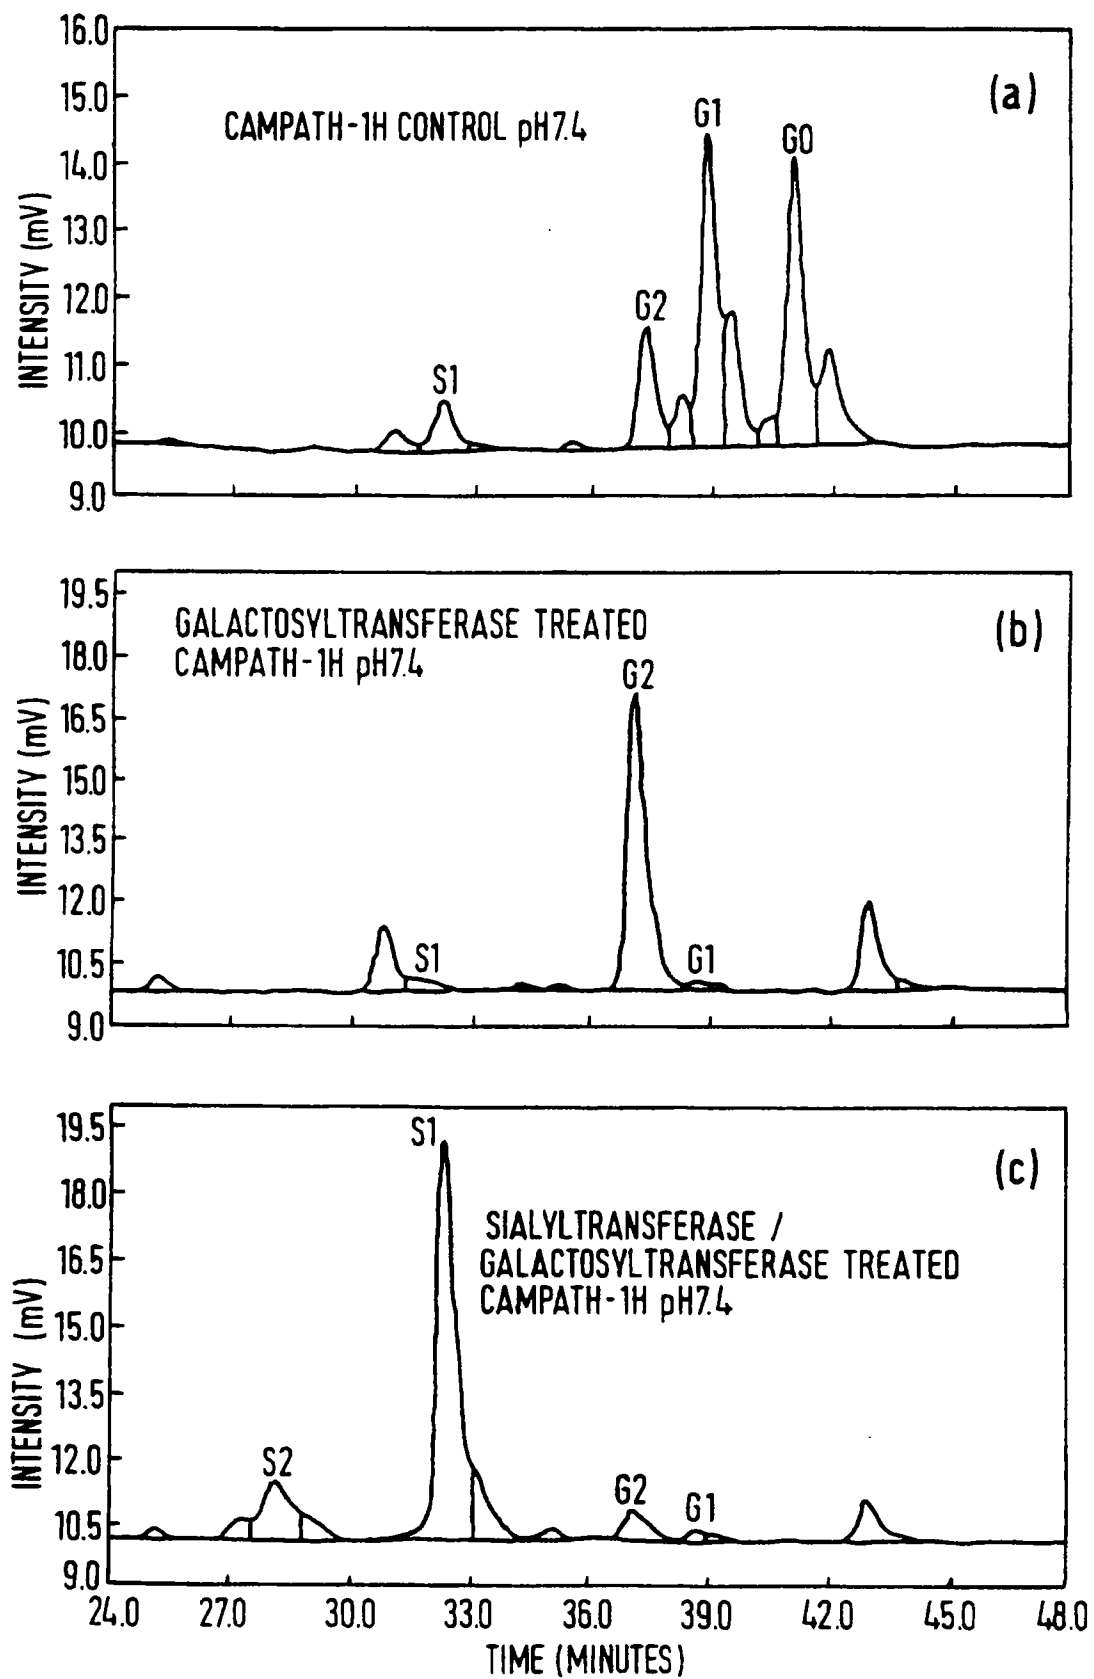 16.0
(a)
15.0
G1
CAMPATH-1H CONTROL pH7.4
G0
14.0
13.0
12.0
G2
11.0
S1
10.0
9.0
INTENSITY (mV)
19.5
GALACTOSYLTRANSFERASE TREATED
(b)
18.0
CAMPATH-1H pH7.4
G2
16.5
15.0
13.5
12.0
10.5
S1
G1
9.0
INTENSITY (mV)
19.5
S1
(c)
18.0
SIALYLTRANSFERASE /
16.5
GALACTOSYLTRANSFERASE TREATED
CAMPATH-1H pH7.4
15.0
13.5
12.0
S2
G2
G1
10.5
9.0
INTENSITY (mV)
24.0 27.0 30.0 33.0 36.0 39.0 42.0 45.0 48.0
TIME (MINUTES)